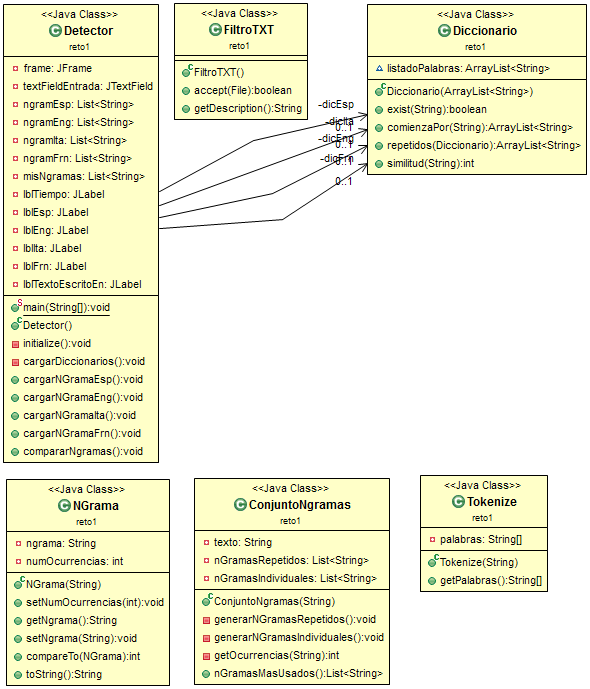 <<Java Class>>
Detector
reto1
frame: JFrame
textFieldEntrada: JTextField
ngramEsp: List<String>
ngramEng: List<String>
ngramIta: List<String>
ngramFrn: List<String>
misNgramas: List<String>
lblTiempo: JLabel
lblEsp: JLabel
lblEng: JLabel
lblIta: JLabel
lblFrn: JLabel
lblTextoEscritoEn: JLabel
main(String[]):void
Detector()
initialize():void
cargarDiccionarios():void
cargarNGramaEsp():void
cargarNGramaEng():void
cargarNGramaIta():void
cargarNGramaFrn():void
compararNgramas():void
<<Java Class>>
FiltroTXT
reto1
FiltroTXT()
accept(File):boolean
getDescription():String
<<Java Class>>
Diccionario
reto1
listadoPalabras: ArrayList<String>
Diccionario(ArrayList<String>)
exist(String):boolean
comienzaPor(String):ArrayList<String>
repetidos(Diccionario):ArrayList<String>
similitud(String):int
-dicEsp
-dicIta
0..1
-dicEng
0..1
-dicFrn
0..1
0..1
<<Java Class>>
NGrama
reto1
ngrama: String
numOcurrencias: int
NGrama(String)
setNumOcurrencias(int):void
getNgrama():String
setNgrama(String):void
compareTo(NGrama):int
toString():String
<<Java Class>>
ConjuntoNgramas
reto1
texto: String
nGramasRepetidos: List<String>
nGramasIndividuales: List<String>
ConjuntoNgramas(String)
generarNGramasRepetidos():void
generarNGramasIndividuales():void
getOcurrencias(String):int
nGramasMasUsados():List<String>
<<Java Class>>
Tokenize
reto1
palabras: String[]
Tokenize(String)
getPalabras():String[]